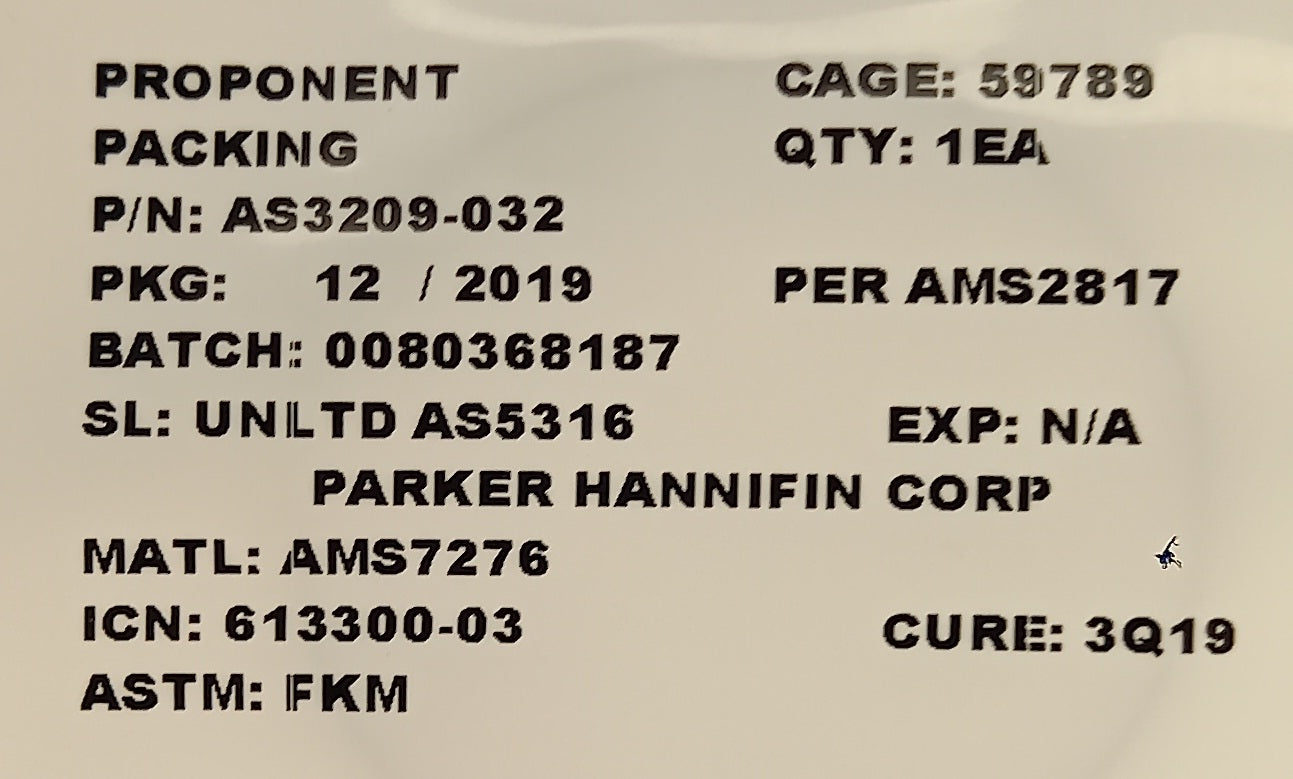 PROPONENT CAGE: 59789
PACKING QTY: 1EA
P/N: AS3209-032
PKG: 12 / 2019 PER AMS2817
BATCH: 0080368187
SL: UNLTD AS5316 EXP: N/A
PARKER HANNIFIN CORP
MATL: AMS7276
ICN: 613300-03 CURE: 3Q19
ASTM: FKM